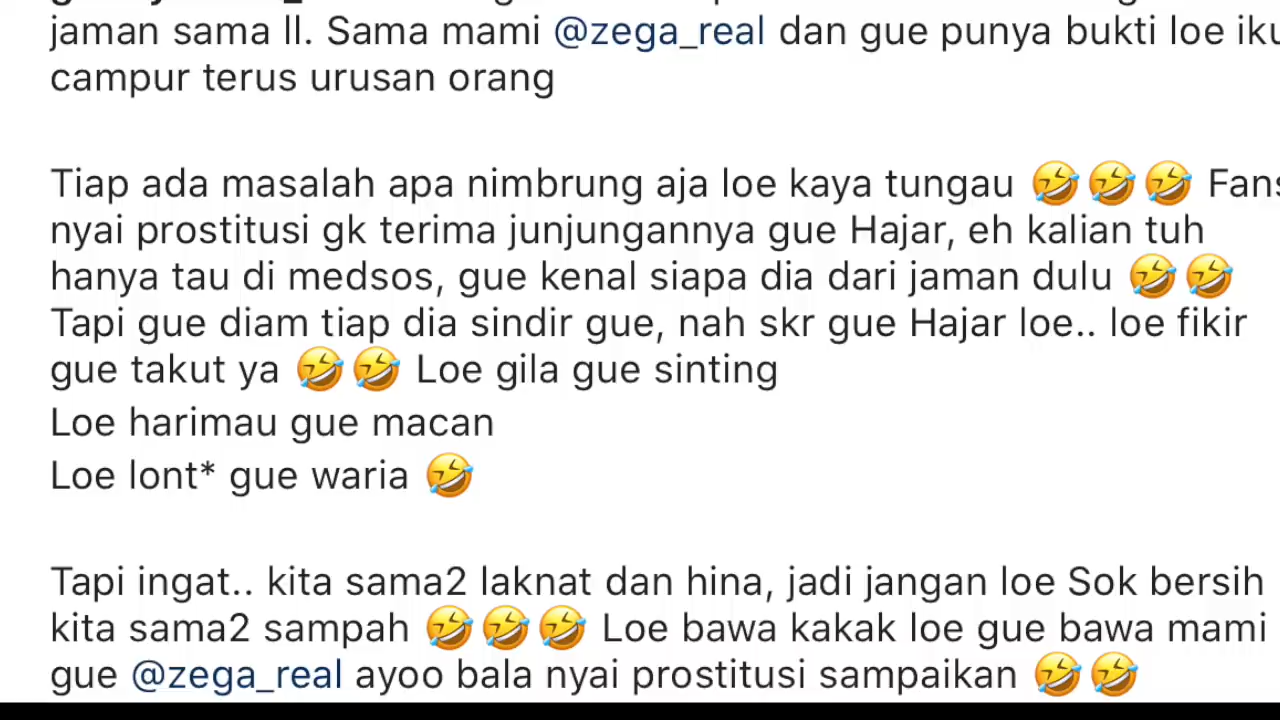 jaman sama ll. Sama mami @zega_real dan gue punya bukti loe
campur terus urusan orang
Tiap ada masalah apa nimbrung aja loe kaya tungau 🤣🤣🤣 Fans
nyai prostitusi gk terima junjungannya gue Hajar, eh kalian tuh
hanya tau di medsos, gue kenal siapa dia dari jaman dulu 🤣🤣
Tapi gue diam tiap dia sindir gue, nah skr gue Hajar loe.. loe fikir
gue takut ya 🤣🤣 Loe gila gue sinting
Loe harimau gue macan
Loe lont* gue waria 🤣
Tapi ingat.. kita sama2 laknat dan hina, jadi jangan loe Sok bersih
kita sama2 sampah 🤣🤣🤣 Loe bawa kakak loe gue bawa mami
gue @zega_real ayoo bala nyai prostitusi sampaikan 🤣🤣